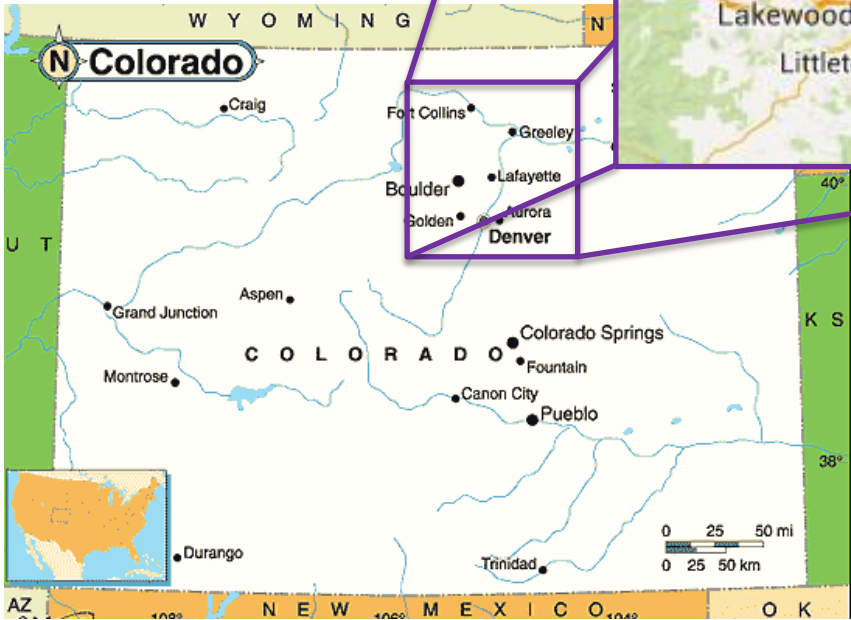 W Y O M I N G
N
Lakewood
Littlet
N Colorado
Craig
Fort Collins
Greeley
Boulder
Lafayette
40°
Golden
Aurora
Denver
U T
Aspen
Grand Junction
K S
Colorado Springs
C O L O R A D O
Fountain
Montrose
Canon City
Pueblo
38°
0 25 50 mi
0 25 50 km
Durango
Trinidad
AZ
108°
N E W M E X I C O
106°
104°
O K